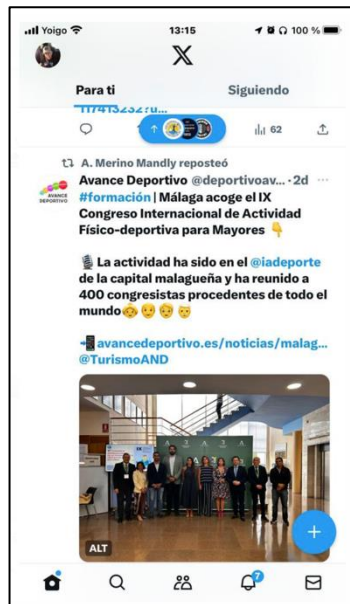 Yoigo 13:15 100 %
X
Para ti Siguiendo
62
A. Merino Mandly reposteó
AVANCE DEPORTIVO
Avance Deportivo @deportivoav... · 2d ...
#formación | Málaga acoge el IX
Congreso Internacional de Actividad
Físico-deportiva para Mayores 👇
🎙️ La actividad ha sido en el @iadeporte
de la capital malagueña y ha reunido a
400 congresistas procedentes de todo el
mundo👵🧓👴👨
📲avancedeportivo.es/noticias/malag...
@TurismoAND
ALT
7